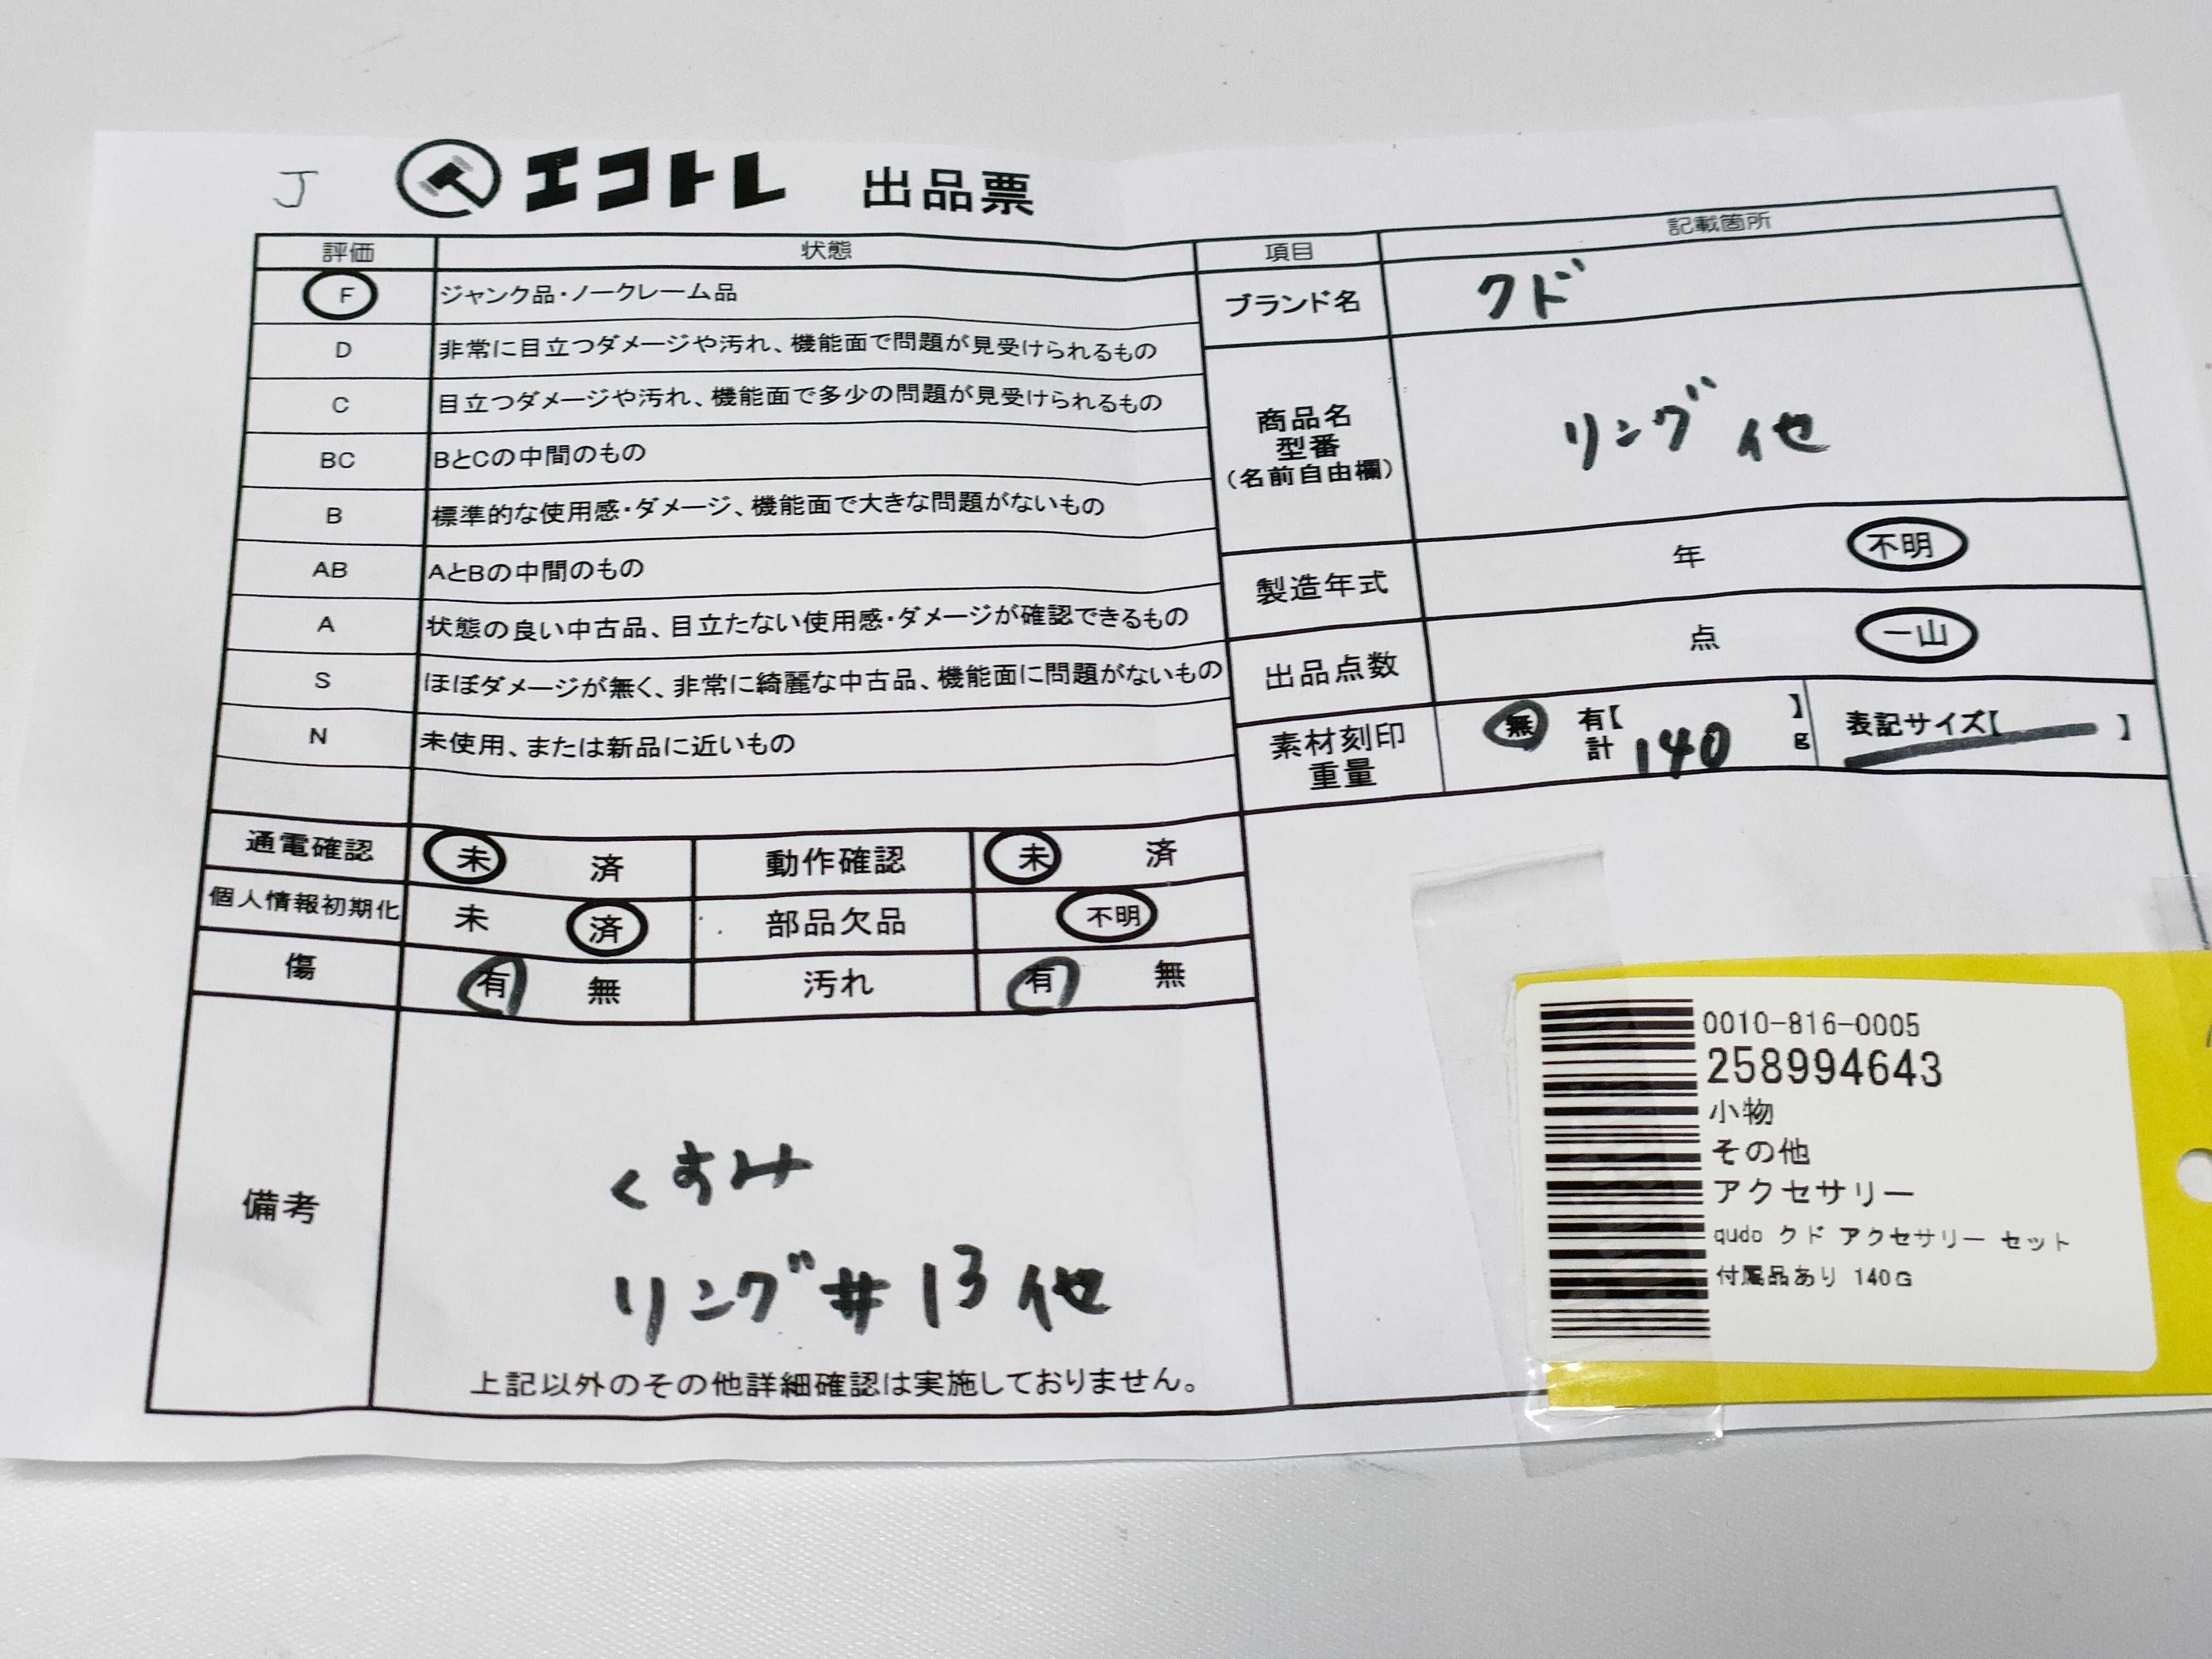 J エコトレ 出品票
評価 状態
F ジャンク品・ノークレーム品
D 非常に目立つダメージや汚れ、機能面で問題が見受けられるもの
C 目立つダメージや汚れ、機能面で多少の問題が見受けられるもの
BC BとCの中間のもの
B 標準的な使用感・ダメージ、機能面で大きな問題がないもの
AB AとBの中間のもの
A 状態の良い中古品、目立たない使用感・ダメージが確認できるもの
S ほぼダメージが無く、非常に綺麗な中古品、機能面に問題がないもの
N 未使用、または新品に近いもの
項目 記載箇所
ブランド名 クド
商品名
型番
(名前自由欄)
リング 他
製造年式 年 不明
出品点数 点 一山
素材刻印 無 有【 】 表記サイズ【 】
重量 計 140 g
通電確認 未 済 動作確認 未 済
個人情報初期化 未 済 部品欠品 不明
傷 有 無 汚れ 有 無
備考
くすみ
リング#13 他
上記以外のその他詳細確認は実施しておりません。
0010-816-0005
258994643
小物
その他
アクセサリー
qudo クド アクセサリー セット
付属品あり 140G